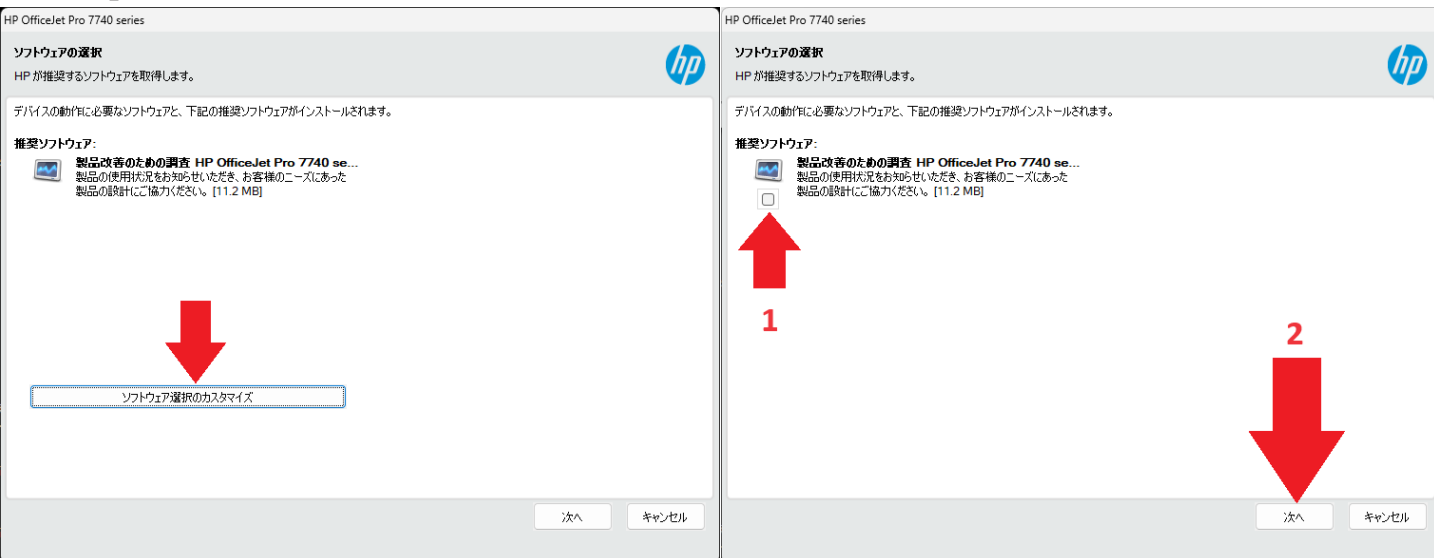 HP OfficeJet Pro 7740 series
ソフトウェアの選択
HP が推奨するソフトウェアを取得します。
hp
デバイスの動作に必要なソフトウェアと、下記の推奨ソフトウェアがインストールされます。
推奨ソフトウェア:
製品改善のための調査 HP OfficeJet Pro 7740 se...
製品の使用状況をお知らせいただき、お客様のニーズにあった
製品の設計にご協力ください。[11.2 MB]
ソフトウェア選択のカスタマイズ
次へ
キャンセル
HP OfficeJet Pro 7740 series
ソフトウェアの選択
HP が推奨するソフトウェアを取得します。
hp
デバイスの動作に必要なソフトウェアと、下記の推奨ソフトウェアがインストールされます。
推奨ソフトウェア:
製品改善のための調査 HP OfficeJet Pro 7740 se...
製品の使用状況をお知らせいただき、お客様のニーズにあった
製品の設計にご協力ください。[11.2 MB]
1
2
次へ
キャンセル